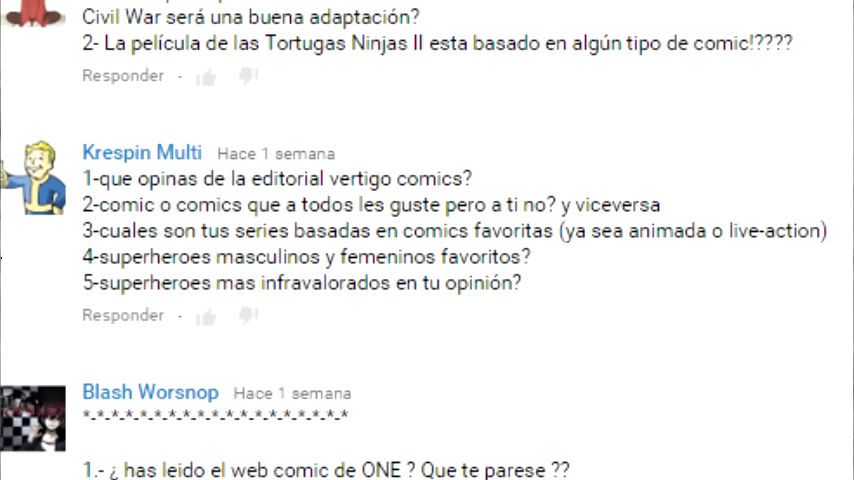 Civil War será una buena adaptación?
2- La película de las Tortugas Ninjas II esta basado en algún tipo de comic!????
Responder ·
Krespin Multi Hace 1 semana
1-que opinas de la editorial vertigo comics?
2-comic o comics que a todos les guste pero a ti no? y viceversa
3-cuales son tus series basadas en comics favoritas (ya sea animada o live-action)
4-superheroes masculinos y femeninos favoritos?
5-superheroes mas infravalorados en tu opinión?
Responder ·
Blash Worsnop Hace 1 semana
*-*-*-*-*-*-*-*-*-*-*-*-*-*-*-*-*-*-*
1.- ¿ has leido el web comic de ONE ? Que te parese ??